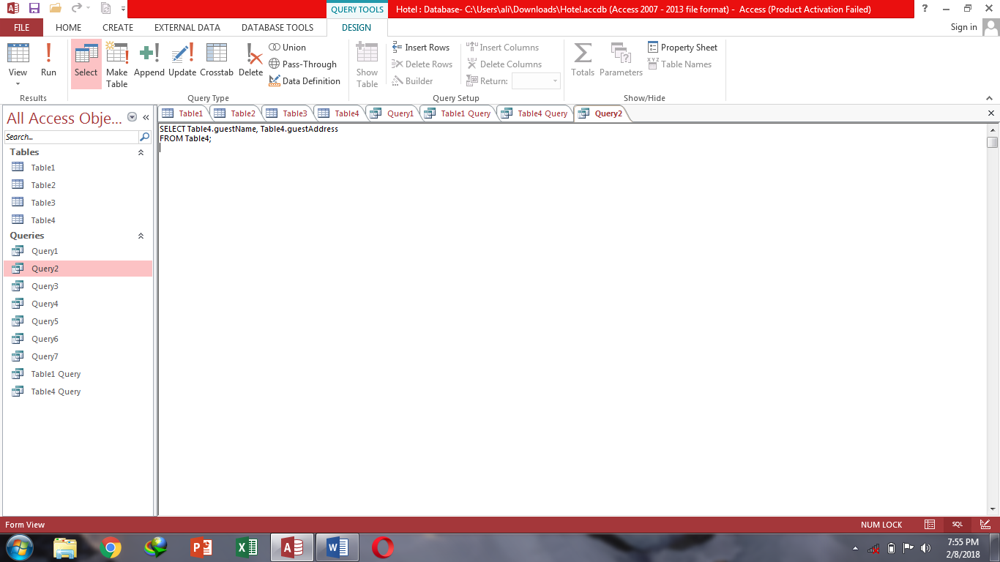 QUERY TOOLS
Hotel : Database- C:\Users\ali\Downloads\Hotel.accdb (Access 2007 - 2013 file format) - Access (Product Activation Failed)
?
FILE HOME CREATE EXTERNAL DATA DATABASE TOOLS DESIGN
Sign in
View
Run
Results
Select
Make Table
Append
Update
Crosstab
Delete
Union
Pass-Through
Data Definition
Query Type
Show Table
Insert Rows
Delete Rows
Builder
Insert Columns
Delete Columns
Return:
Query Setup
Totals
Parameters
Property Sheet
XYZ Table Names
Show/Hide
All Access Obje...
Search...
Tables
Table1
Table2
Table3
Table4
Queries
Query1
Query2
Query3
Query4
Query5
Query6
Query7
Table1 Query
Table4 Query
Table1 Table2 Table3 Table4 Query1 Table1 Query Table4 Query Query2
SELECT Table4.guestName, Table4.guestAddress
FROM Table4;
Form View
NUM LOCK
SQL
7:55 PM
2/8/2018